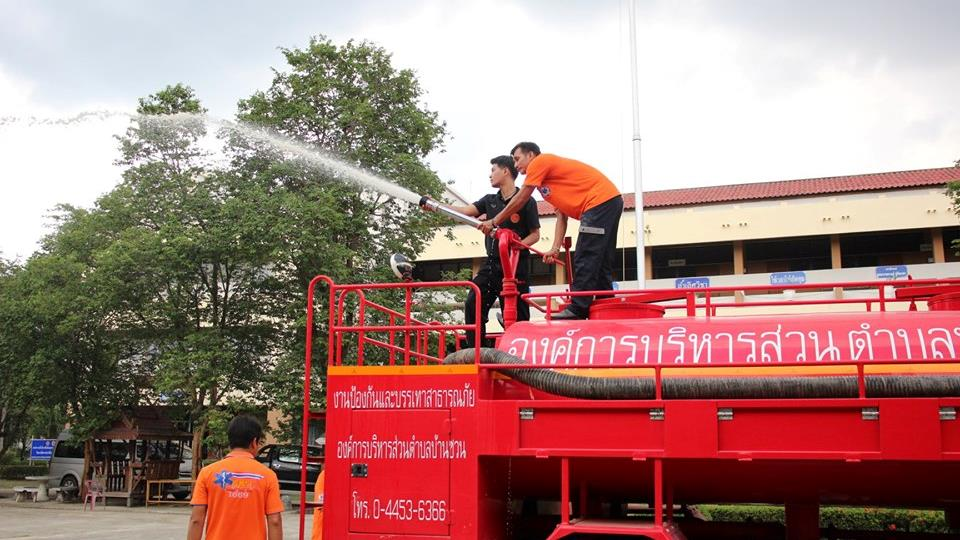 องค์การบริหารส่วน ตำบล
งานป้องกันและบรรเทาสาธารณภัย
องค์การบริหารส่วนตำบลบ้านชวน
โทร. 0-4453-6366
1669